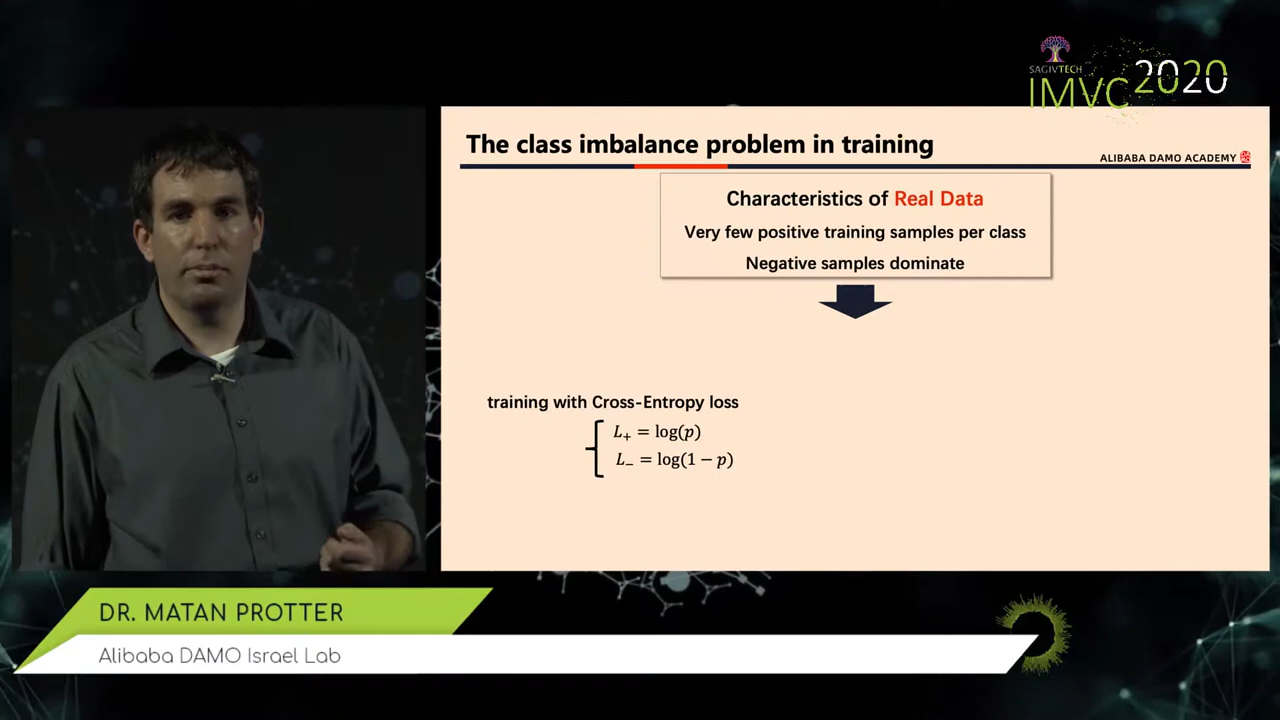 SAGIVTECH
IMVC 2020
The class imbalance problem in training
ALIBABA DAMO ACADEMY
Characteristics of Real Data
Very few positive training samples per class
Negative samples dominate
training with Cross-Entropy loss
L₊ = log(p)
L₋ = log(1 − p)
DR. MATAN PROTTER
Alibaba DAMO Israel Lab